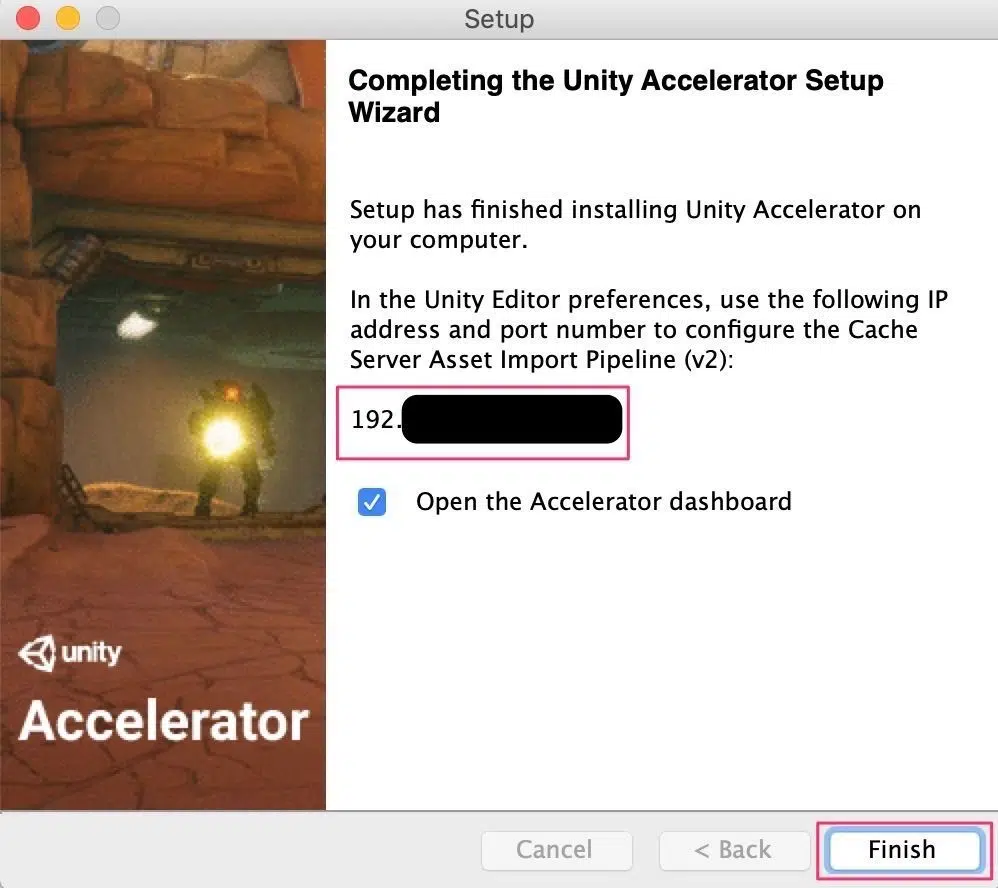 Setup
Completing the Unity Accelerator Setup
Wizard
Setup has finished installing Unity Accelerator on
your computer.
In the Unity Editor preferences, use the following IP
address and port number to configure the Cache
Server Asset Import Pipeline (v2):
192.
Open the Accelerator dashboard
unity
Accelerator
Cancel
< Back
Finish